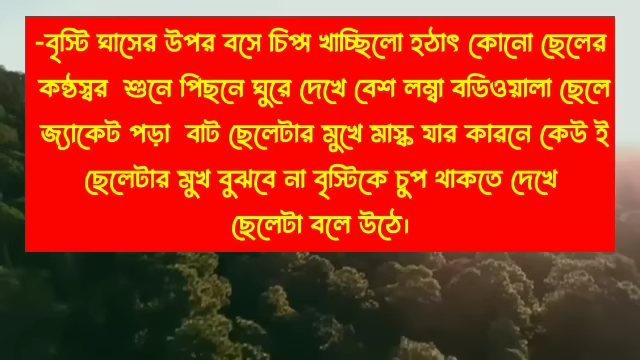 -বৃস্টি ঘাসের উপর বসে চিপ্স খাচ্ছিলো হঠাৎ কোনো ছেলের
কন্ঠস্বর শুনে পিছনে ঘুরে দেখে বেশ লম্বা বডিওয়ালা ছেলে
জ্যাকেট পড়া বাট ছেলেটার মুখে মাস্ক যার কারনে কেউ ই
ছেলেটার মুখ বুঝবে না বৃস্টিকে চুপ থাকতে দেখে
ছেলেটা বলে উঠে।